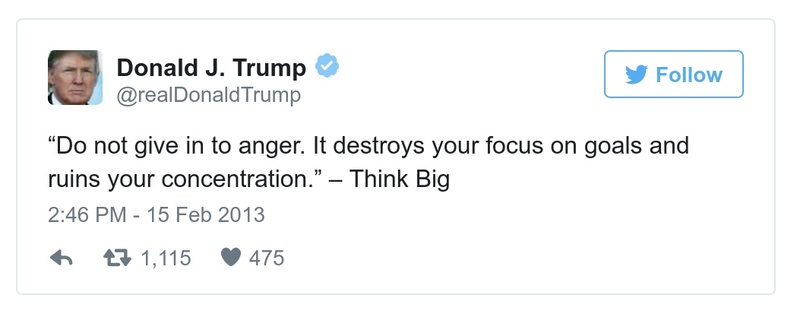 Donald J. Trump
@realDonaldTrump
Follow
“Do not give in to anger. It destroys your focus on goals and
ruins your concentration.” – Think Big
2:46 PM - 15 Feb 2013
1,115 475